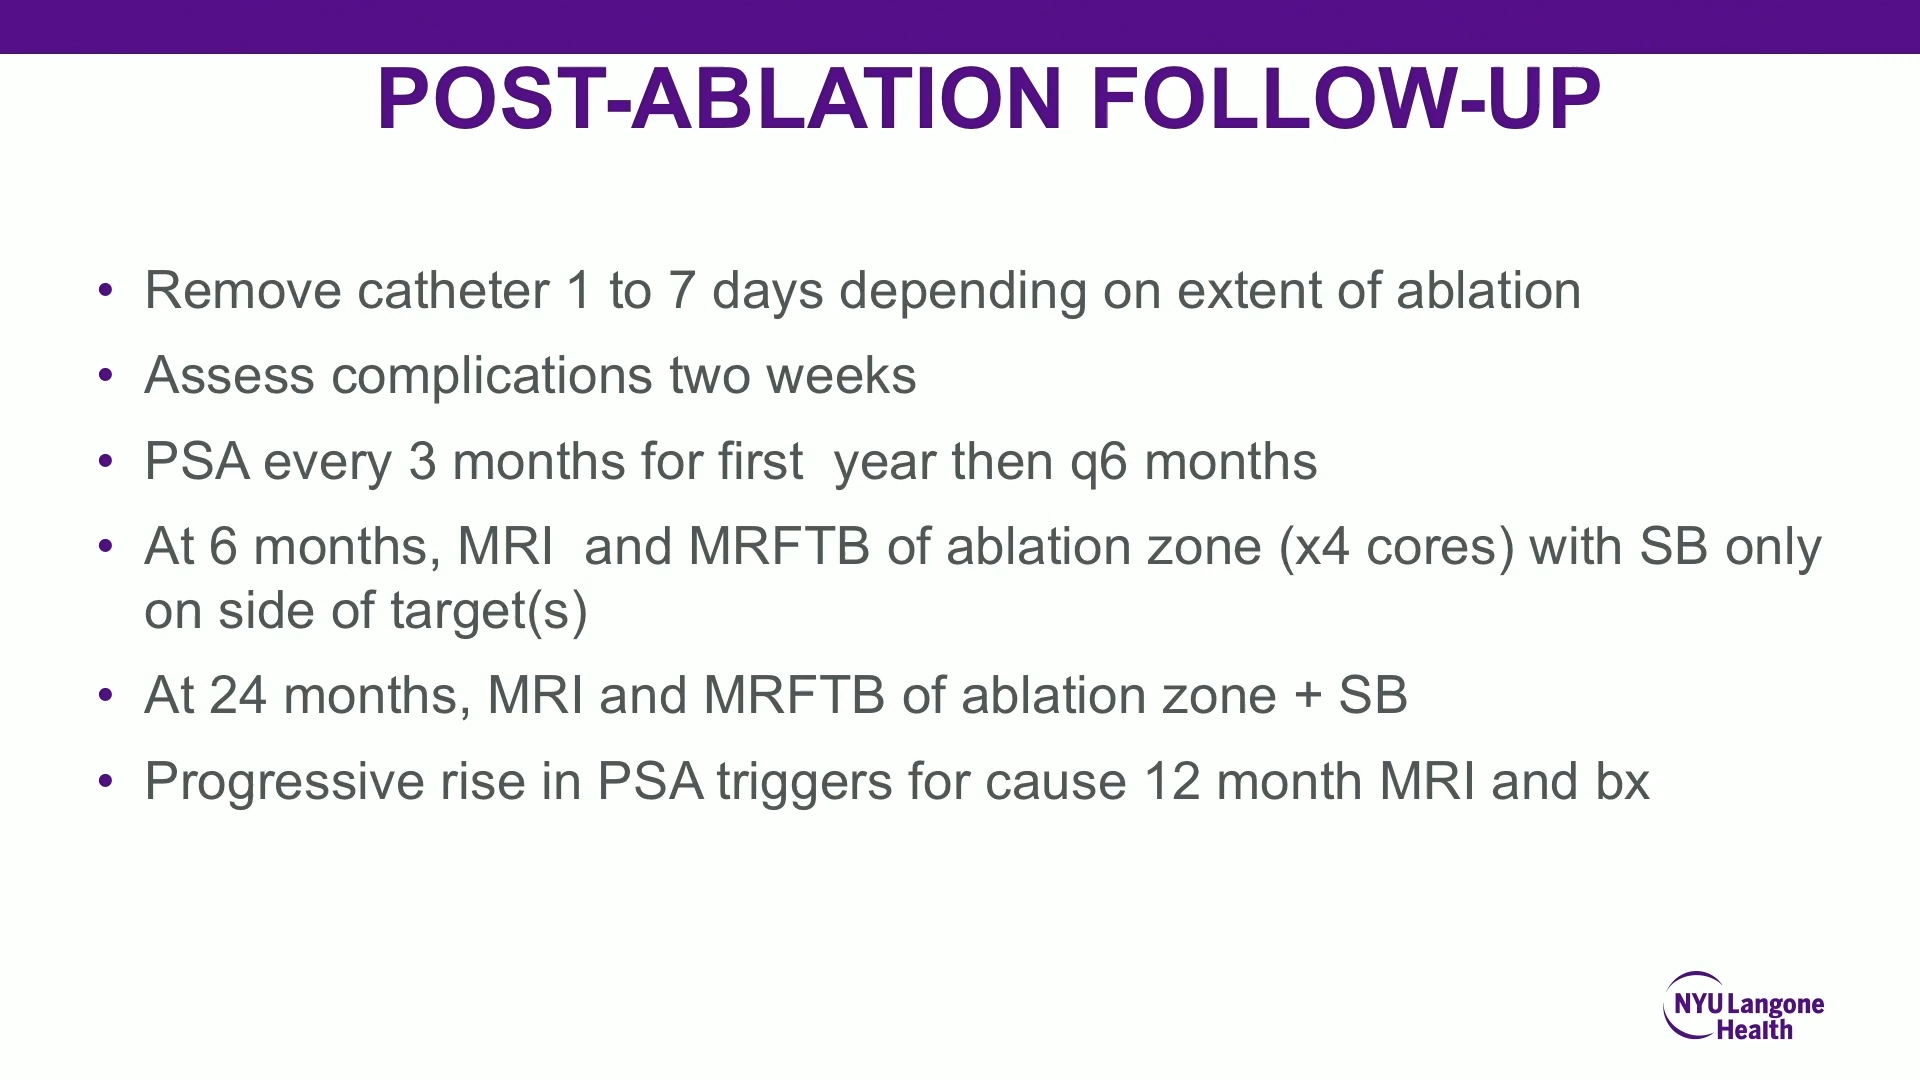 POST-ABLATION FOLLOW-UP
• Remove catheter 1 to 7 days depending on extent of ablation
• Assess complications two weeks
• PSA every 3 months for first  year then q6 months
• At 6 months, MRI  and MRFTB of ablation zone (x4 cores) with SB only
on side of target(s)
• At 24 months, MRI and MRFTB of ablation zone + SB
• Progressive rise in PSA triggers for cause 12 month MRI and bx
NYU Langone
Health